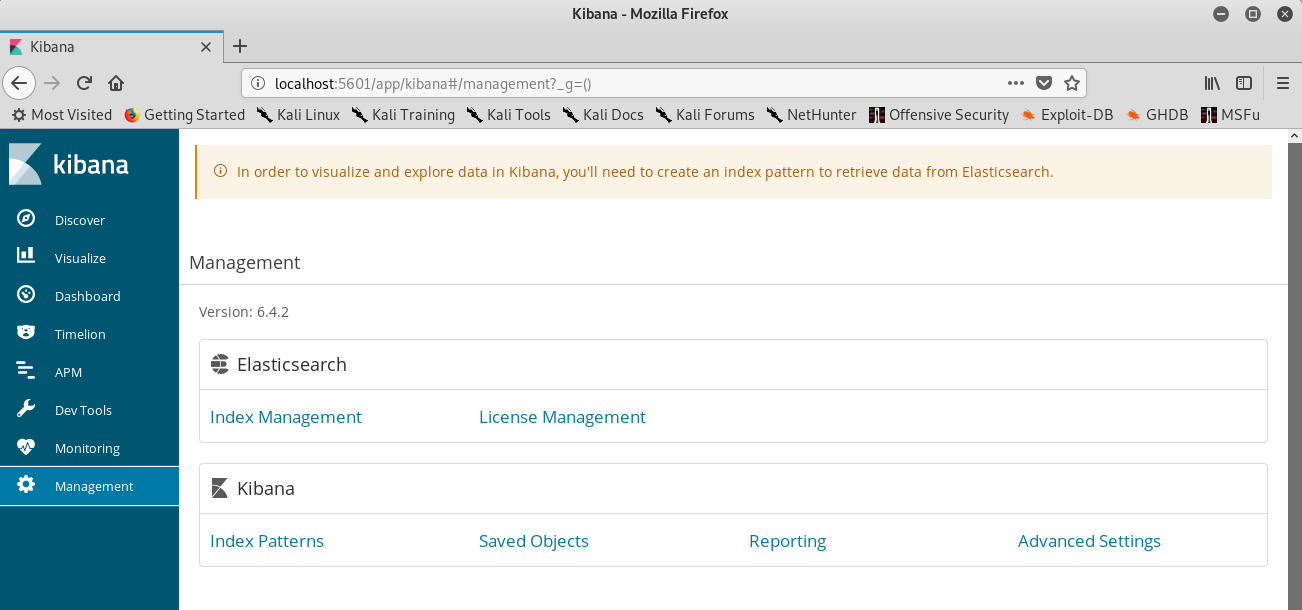 Kibana - Mozilla Firefox
Kibana
localhost:5601/app/kibana#/management?_g=()
Most Visited Getting Started Kali Linux Kali Training Kali Tools Kali Docs Kali Forums NetHunter Offensive Security Exploit-DB GHDB MSFu
kibana
Discover
Visualize
Dashboard
Timelion
APM
Dev Tools
Monitoring
Management
In order to visualize and explore data in Kibana, you'll need to create an index pattern to retrieve data from Elasticsearch.
Management
Version: 6.4.2
Elasticsearch
Index Management License Management
Kibana
Index Patterns Saved Objects Reporting Advanced Settings